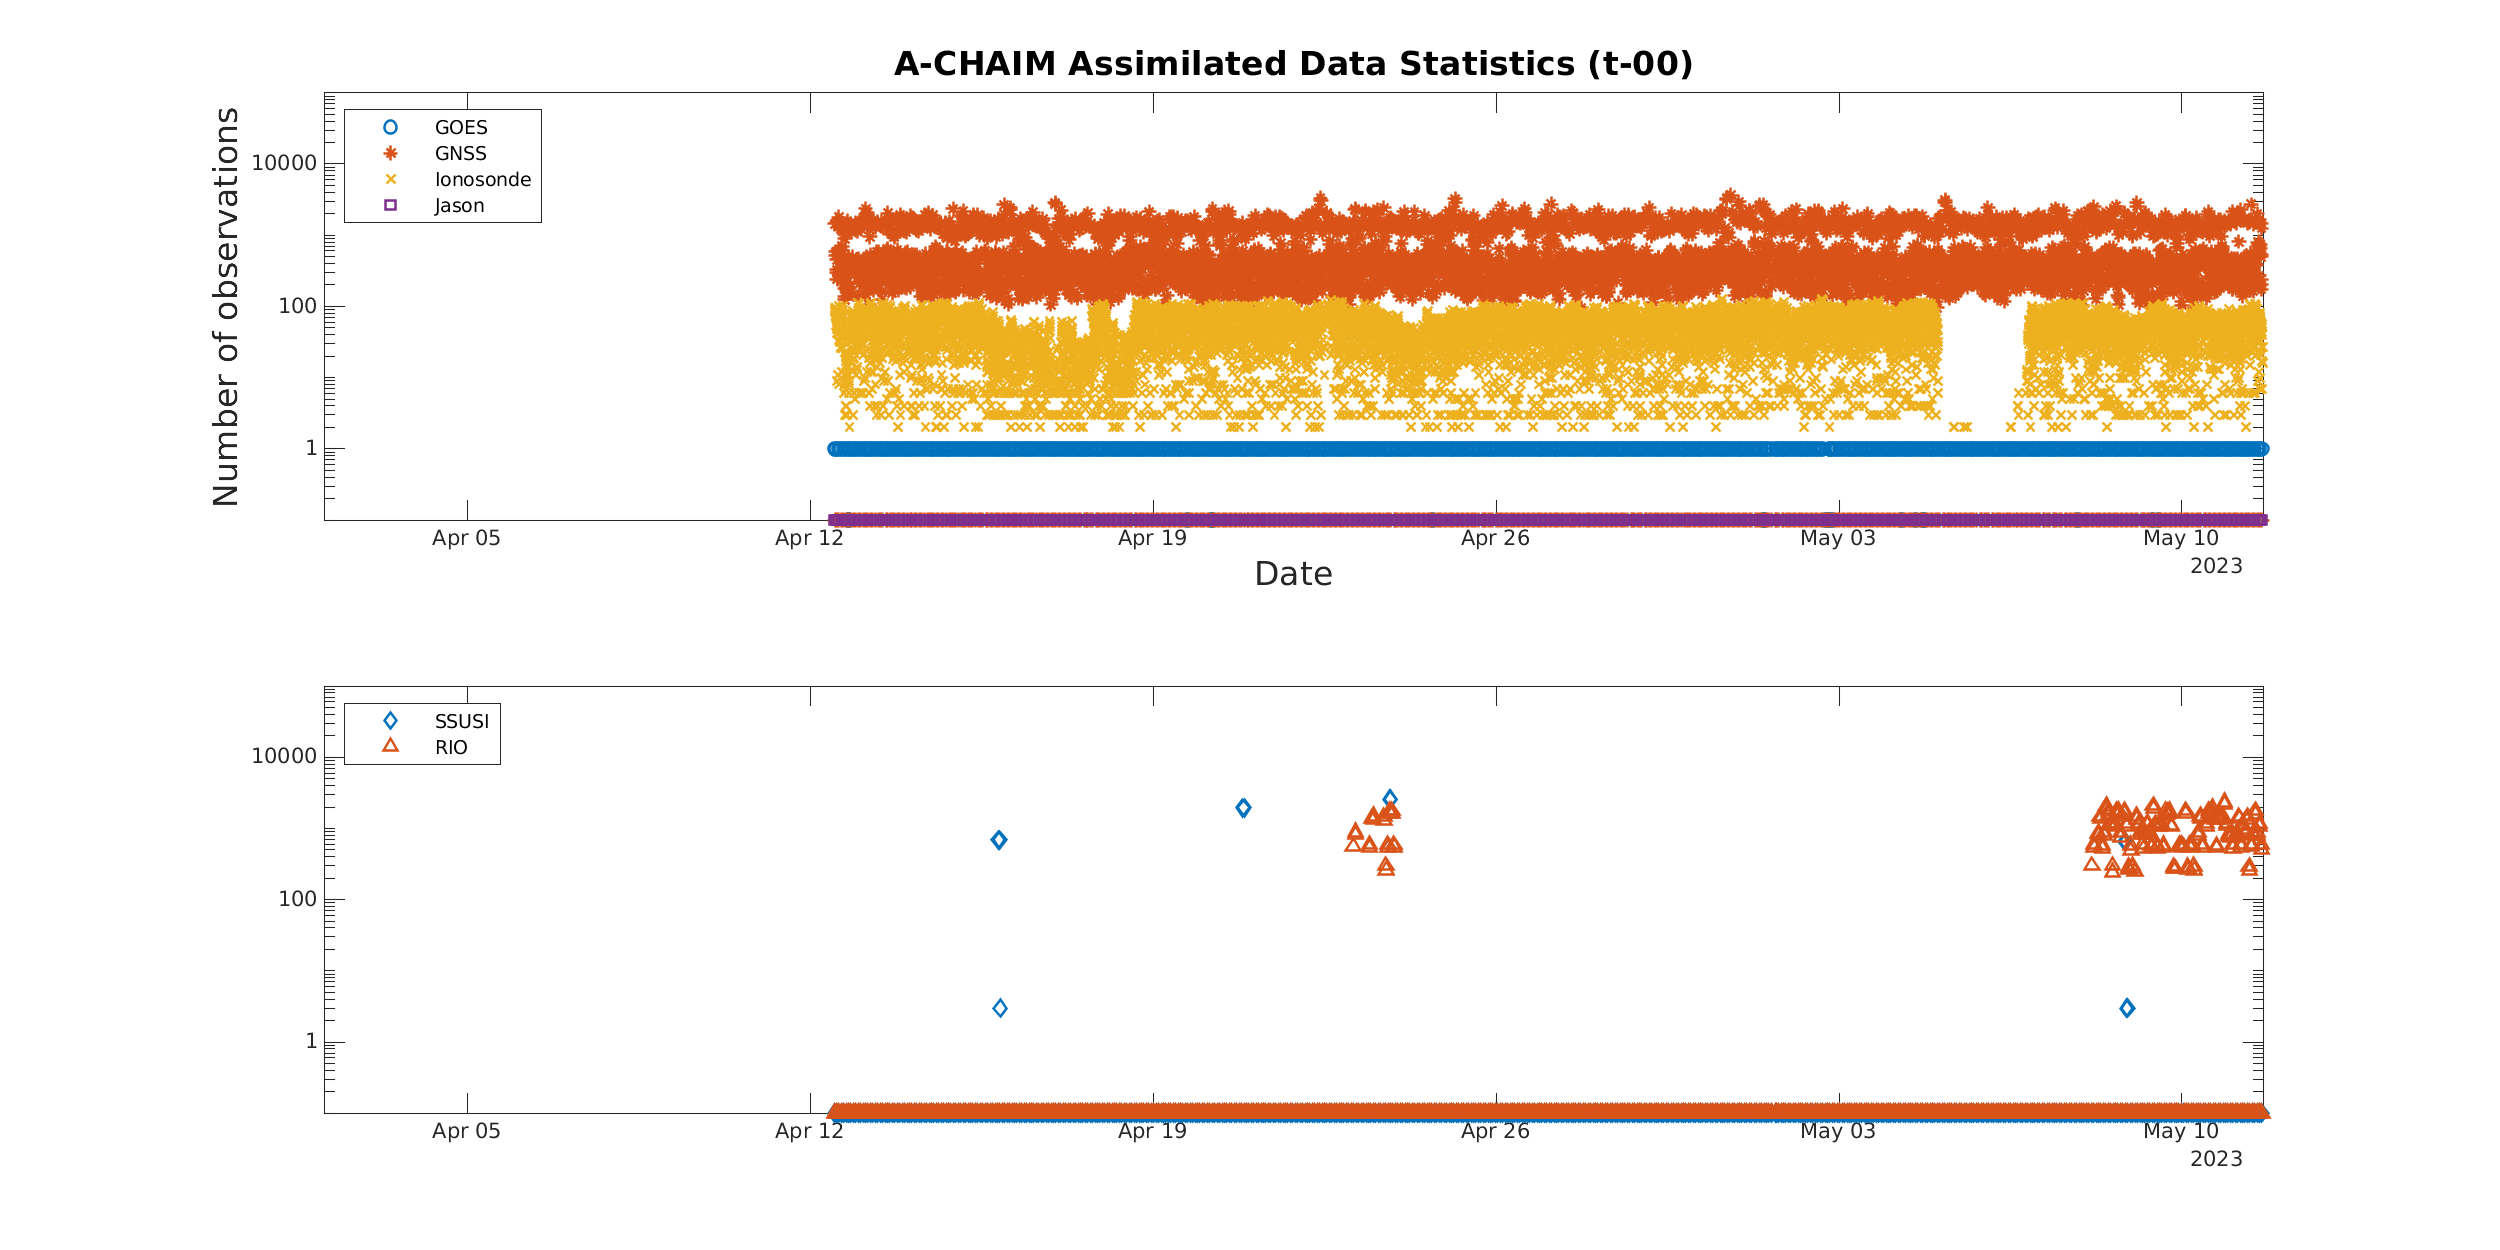 A-CHAIM Assimilated Data Statistics (t-00)
Number of observations
GOES
GNSS
Ionosonde
Jason
10000
100
1
Apr 05
Apr 12
Apr 19
Apr 26
May 03
May 10
2023
Date
SSUSI
RIO
10000
100
1
Apr 05
Apr 12
Apr 19
Apr 26
May 03
May 10
2023